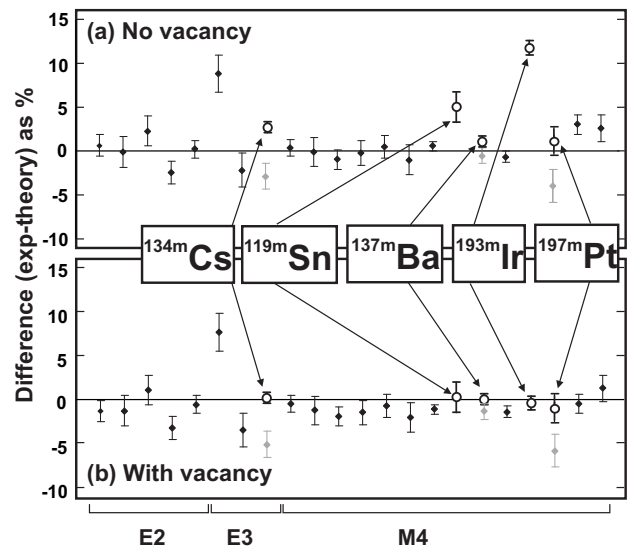 Difference (exp-theory) as %
15
(a) No vacancy
10
5
0
-5
-10
134mCs
119mSn
137mBa
193mIr
197mPt
15
10
5
0
-5
(b) With vacancy
-10
E2
E3
M4